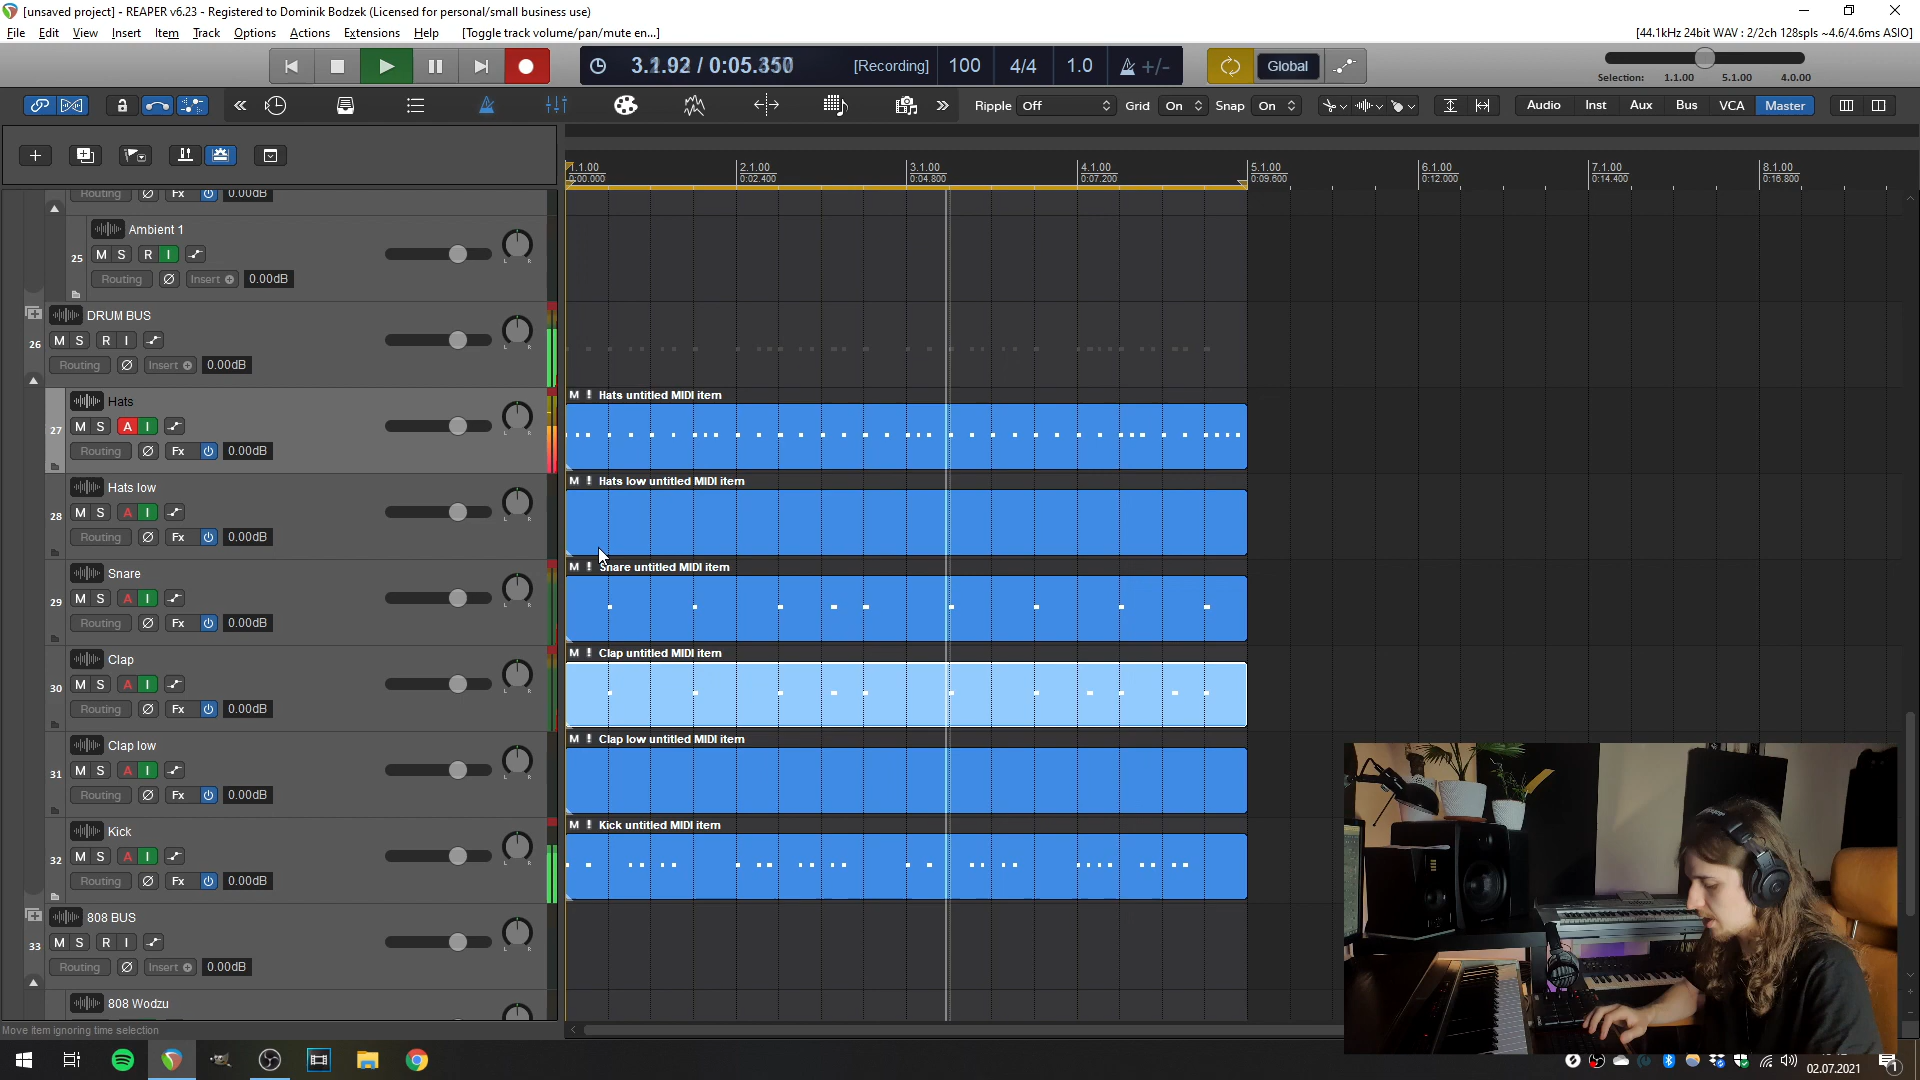 [unsaved project] - REAPER v6.23 - Registered to Dominik Bodzek (Licensed for personal/small business use)
File Edit View Insert Item Track Options Actions Extensions Help [Toggle track volume/pan/mute en...]
[44.1kHz 24bit WAV : 2/2ch 128spls ~4.6/4.6ms ASIO]
3.1.92 / 0:05.350 [Recording] 100 4/4 1.0 +/- Global
Selection: 1.1.00 5.1.00 4.0.00
Ripple Off Grid On Snap On Audio Inst Aux Bus VCA Master
1.1.00 2.1.00 3.1.00 4.1.00 5.1.00 6.1.00 7.1.00 8.1.00
0:00.000 0:02.400 0:04.800 0:07.200 0:09.600 0:12.000 0:14.400 0:16.800
Routing Ø Fx 0.00dB
Ambient 1
25 M S R I
L R
Routing Ø Insert 0.00dB
DRUM BUS
26 M S R I
L R
Routing Ø Insert 0.00dB
Hats
M ! Hats untitled MIDI item
27 M S A I
L R
Routing Ø Fx 0.00dB
Hats low
M ! Hats low untitled MIDI item
28 M S A I
L R
Routing Ø Fx 0.00dB
Snare
M ! Snare untitled MIDI item
29 M S A I
L R
Routing Ø Fx 0.00dB
Clap
M ! Clap untitled MIDI item
30 M S A I
L R
Routing Ø Fx 0.00dB
Clap low
M ! Clap low untitled MIDI item
31 M S A I
L R
Routing Ø Fx 0.00dB
Kick
M ! Kick untitled MIDI item
32 M S A I
L R
Routing Ø Fx 0.00dB
808 BUS
33 M S R I
L R
Routing Ø Insert 0.00dB
808 Wodzu
Move item ignoring time selection
02.07.2021
1